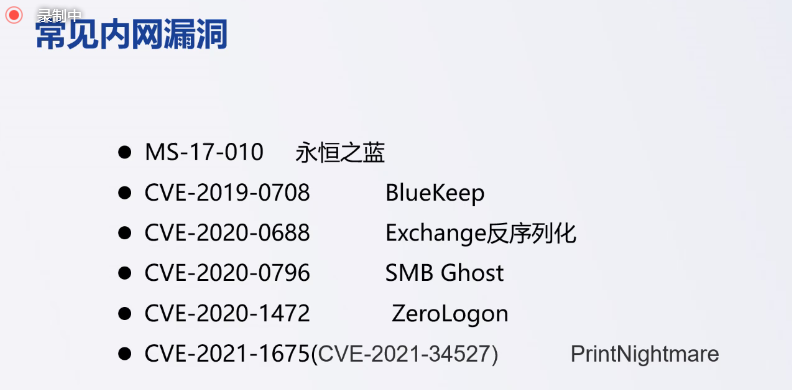 录制中
常见内网漏洞
MS-17-010 永恒之蓝
CVE-2019-0708 BlueKeep
CVE-2020-0688 Exchange反序列化
CVE-2020-0796 SMB Ghost
CVE-2020-1472 ZeroLogon
CVE-2021-1675(CVE-2021-34527) PrintNightmare